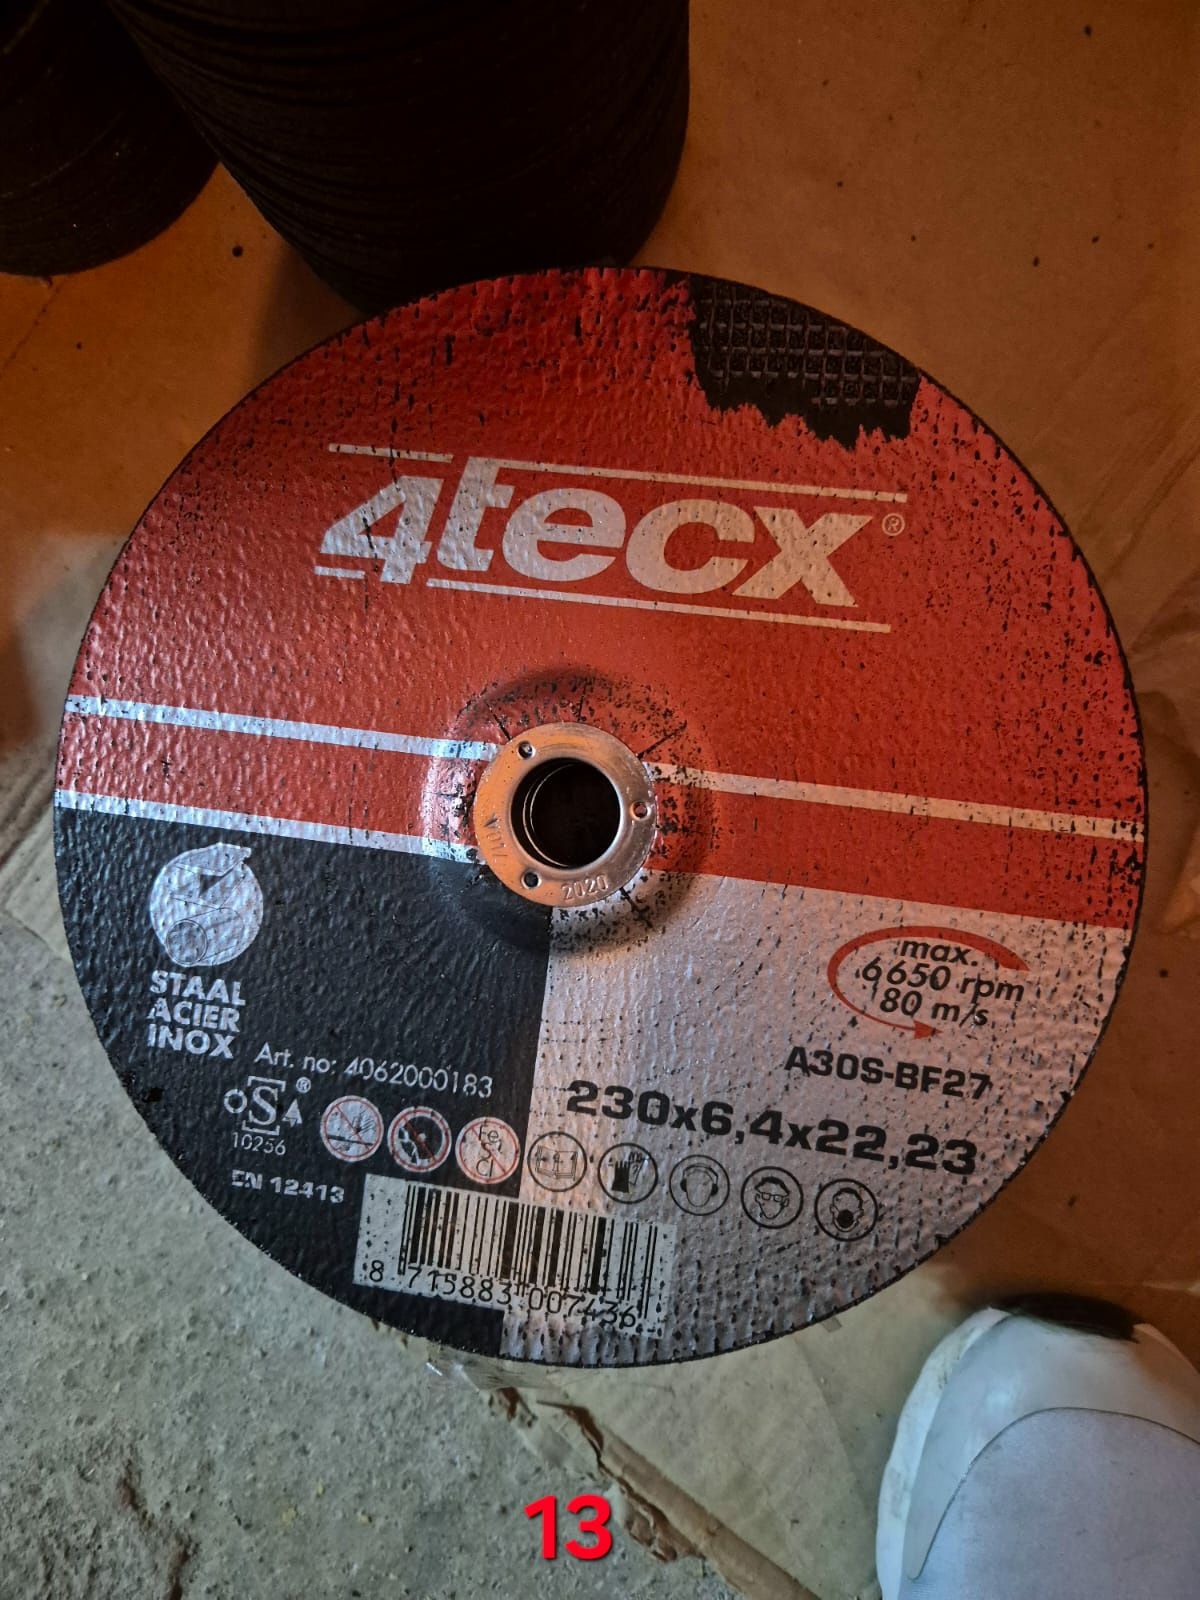 4tecx®
V07
2020
max.
6650 rpm
80 m/s
STAAL
ACIER
INOX
Art. no: 4062000183
A30S-BF27
230x6,4x22,23
oSa®
10256
EN 12413
8 715883 007436
13